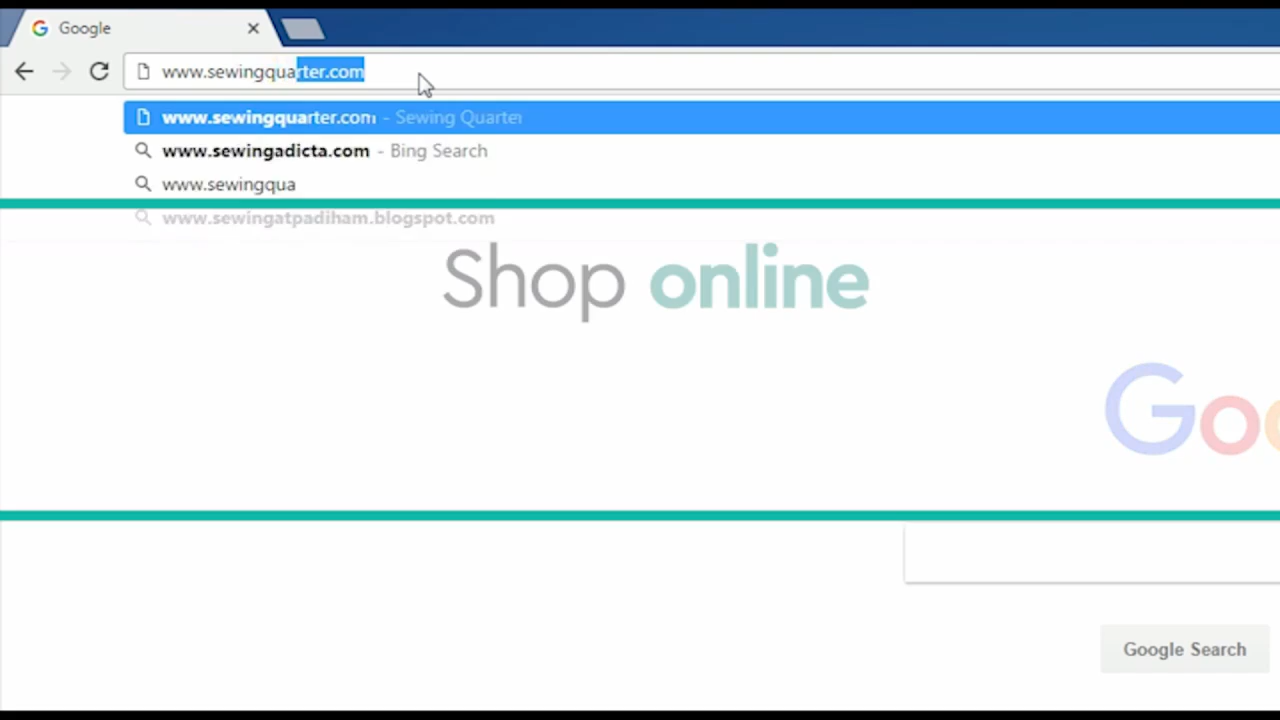 Google
www.sewingquarter.com
www.sewingquarter.com - Sewing Quarter
www.sewingadicta.com - Bing Search
www.sewingqua
www.sewingatpadiham.blogspot.com
Shop online
Goo
Google Search